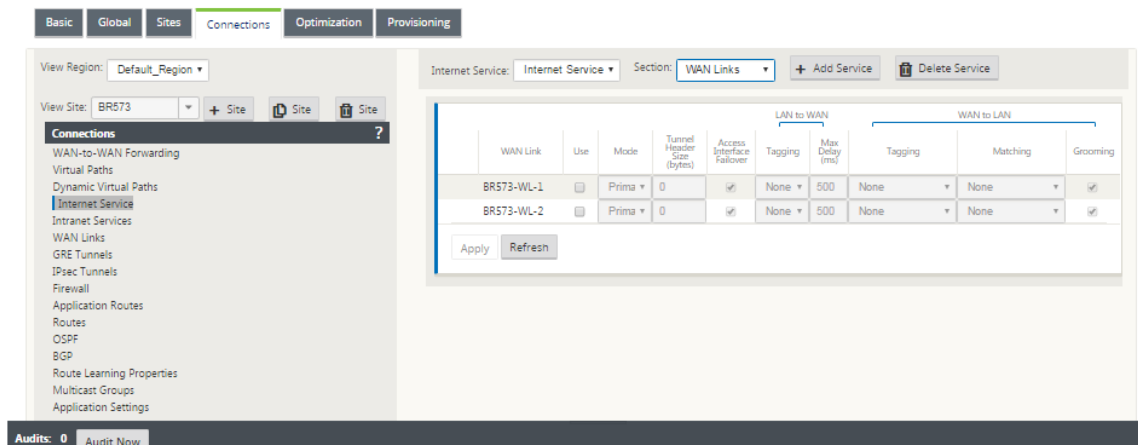 Basic Global Sites Connections Optimization Provisioning
View Region: Default_Region
Internet Service: Internet Service Section: WAN Links + Add Service Delete Service
View Site: BR573 + Site Site Site
Connections ?
WAN-to-WAN Forwarding
Virtual Paths
Dynamic Virtual Paths
Internet Service
Intranet Services
WAN Links
GRE Tunnels
IPsec Tunnels
Firewall
Application Routes
Routes
OSPF
BGP
Route Learning Properties
Multicast Groups
Application Settings
LAN to WAN WAN to LAN
WAN Link Use Mode Tunnel Header Size (bytes) Access Interface Failover Tagging Max Delay (ms) Tagging Matching Grooming
BR573-WL-1 Prima 0 None 500 None None
BR573-WL-2 Prima 0 None 500 None None
Apply Refresh
Audits: 0 Audit Now